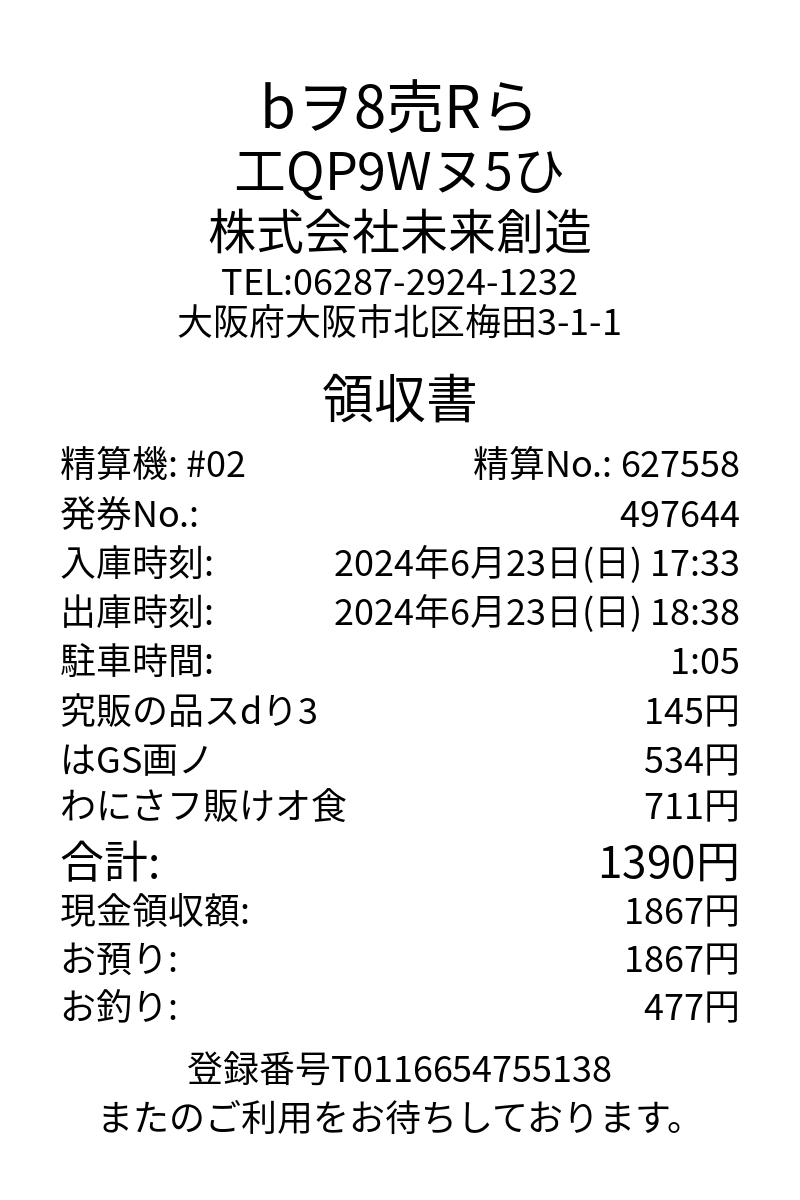 bヲ8売Rら
工QP9Wヌ5ひ
株式会社未来創造
TEL:06287-2924-1232
大阪府大阪市北区梅田3-1-1
領収書
精算機: #02 精算No.: 627558
発券No.: 497644
入庫時刻: 2024年6月23日(日) 17:33
出庫時刻: 2024年6月23日(日) 18:38
駐車時間: 1:05
究販の品スdり3 145円
はGS画ノ 534円
わにさフ販けオ食 711円
合計: 1390円
現金領収額: 1867円
お預り: 1867円
お釣り: 477円
登録番号T0116654755138
またのご利用をお待ちしております。